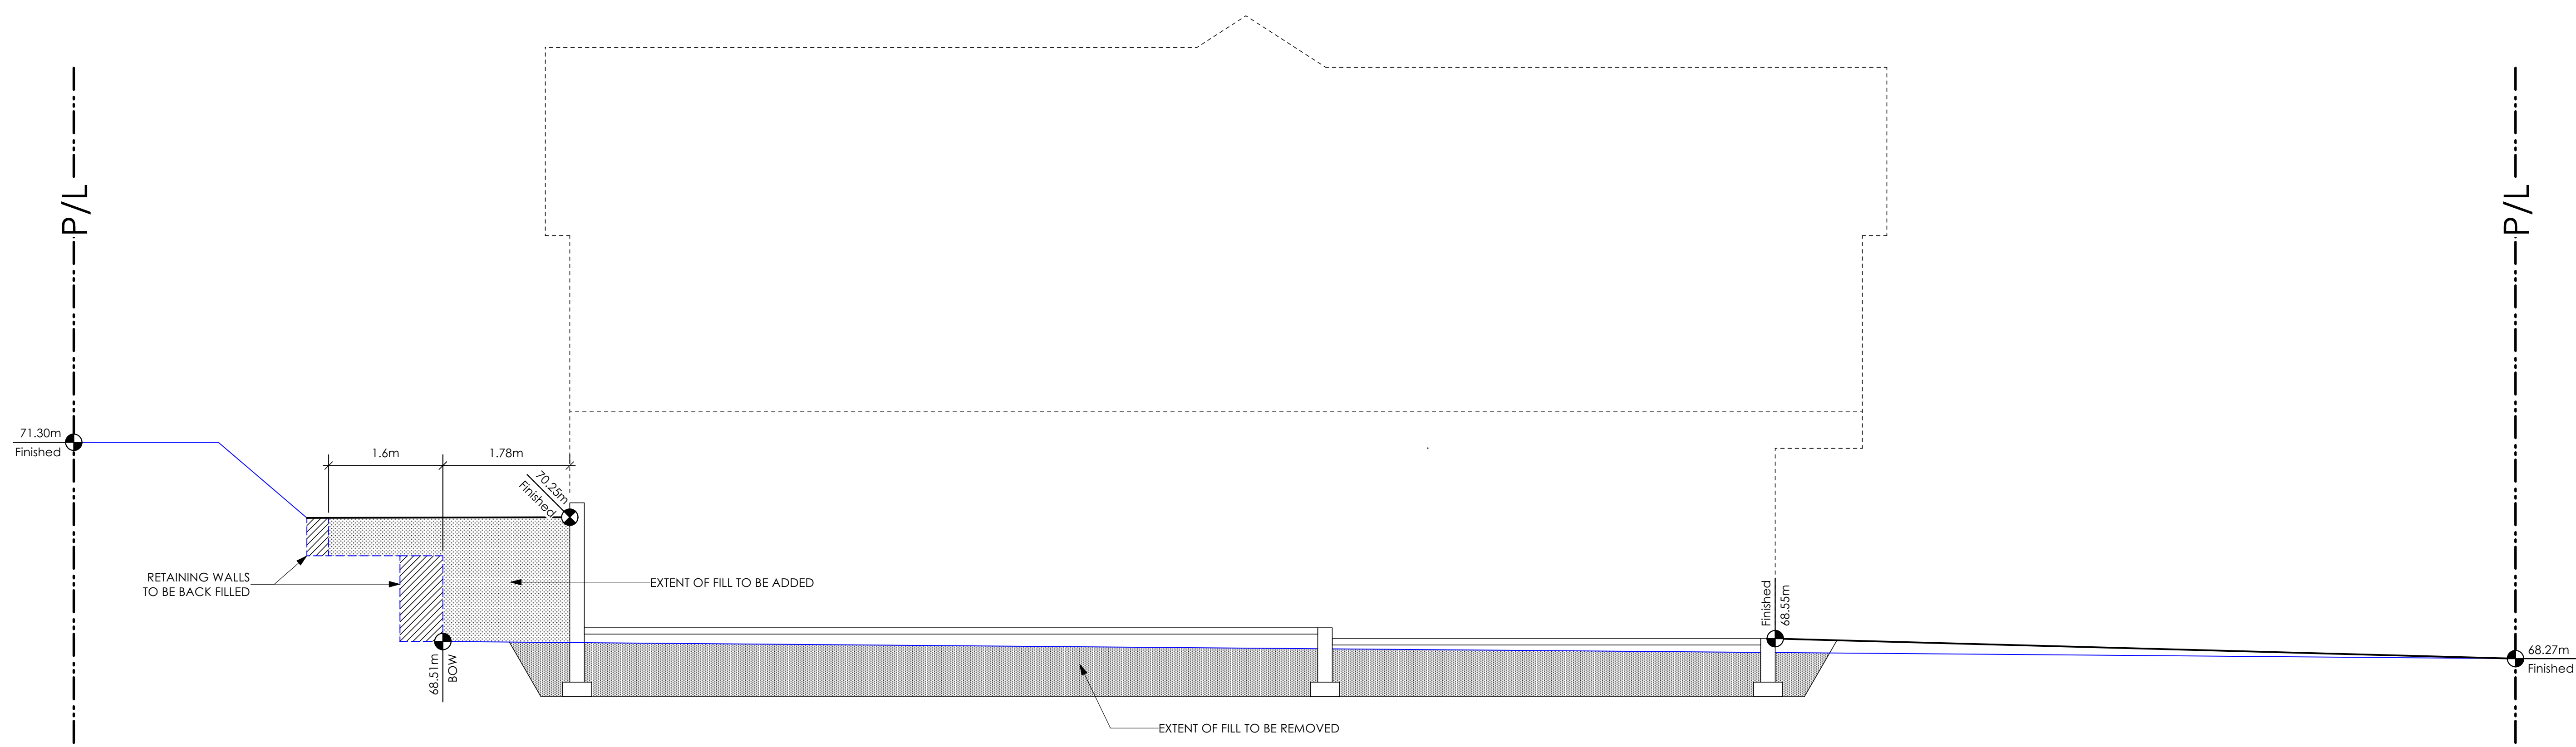 P/L
P/L
71.30m
Finished
1.6m
1.78m
70.25m
Finished
RETAINING WALLS
TO BE BACK FILLED
EXTENT OF FILL TO BE ADDED
68.51m
BOW
Finished
68.55m
68.27m
Finished
EXTENT OF FILL TO BE REMOVED